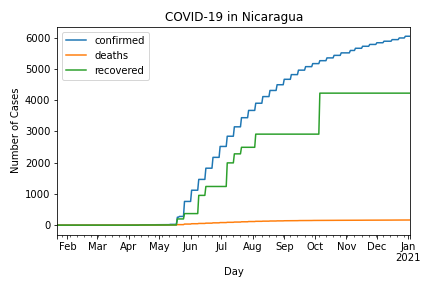 COVID-19 in Nicaragua
confirmed
deaths
recovered
Number of Cases
6000
5000
4000
3000
2000
1000
0
Feb Mar Apr May Jun Jul Aug Sep Oct Nov Dec Jan
2021
Day